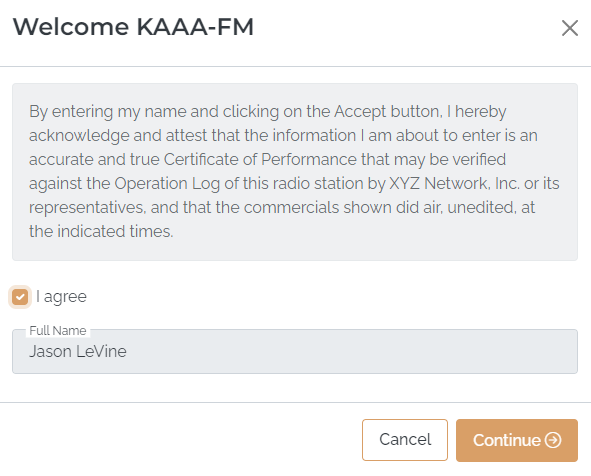 Welcome KAAA-FM
By entering my name and clicking on the Accept button, I hereby
acknowledge and attest that the information I am about to enter is an
accurate and true Certificate of Performance that may be verified
against the Operation Log of this radio station by XYZ Network, Inc. or its
representatives, and that the commercials shown did air, unedited, at
the indicated times.
I agree
Full Name
Jason LeVine
Cancel
Continue